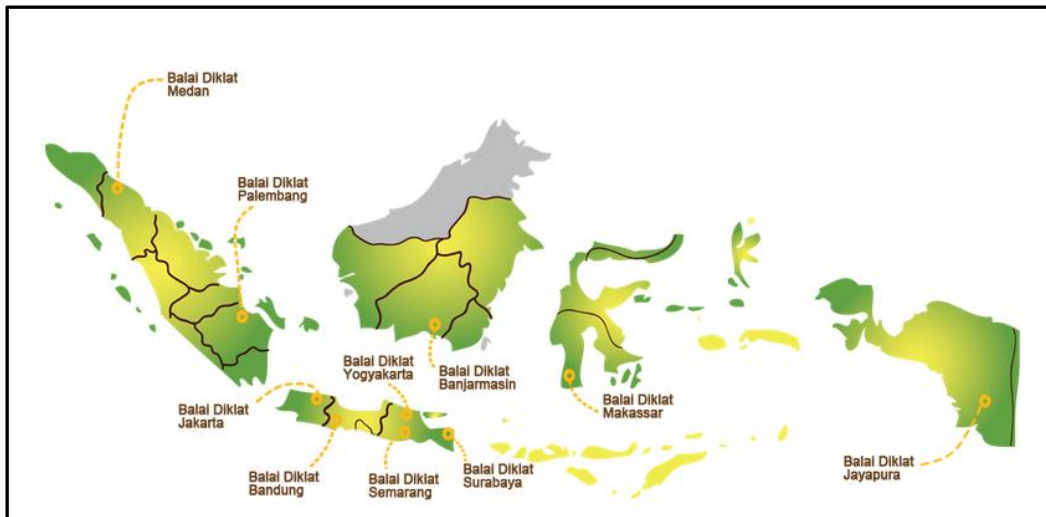 Balai Diklat
Medan
Balai Diklat
Palembang
Balai Diklat
Yogyakarta
Balai Diklat
Banjarmasin
Balai Diklat
Jakarta
Balai Diklat
Makassar
Balai Diklat
Bandung
Balai Diklat
Semarang
Balai Diklat
Surabaya
Balai Diklat
Jayapura